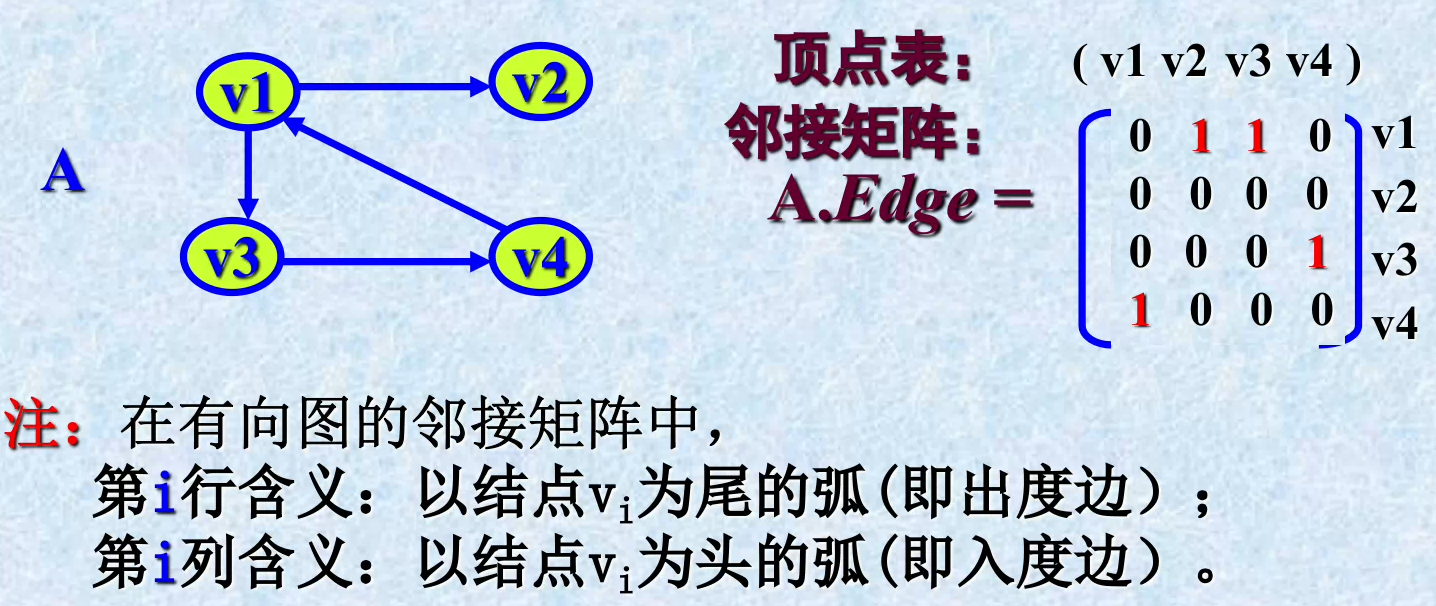 v1 v2
A
v3 v4
顶点表： ( v1 v2 v3 v4 )
邻接矩阵：
A.Edge =
0 1 1 0 v1
0 0 0 0 v2
0 0 0 1 v3
1 0 0 0 v4
注：在有向图的邻接矩阵中，
第i行含义：以结点vi为尾的弧(即出度边）；
第i列含义：以结点vi为头的弧(即入度边）。